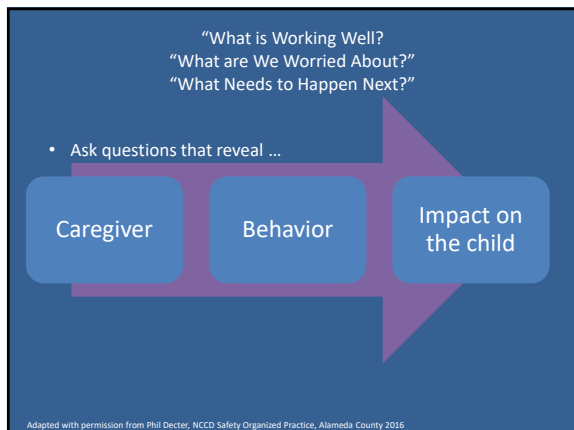 “What is Working Well?
“What are We Worried About?”
“What Needs to Happen Next?”
• Ask questions that reveal …
Caregiver
Behavior
Impact on
the child
Adapted with permission from Phil Decter, NCCD Safety Organized Practice, Alameda County 2016